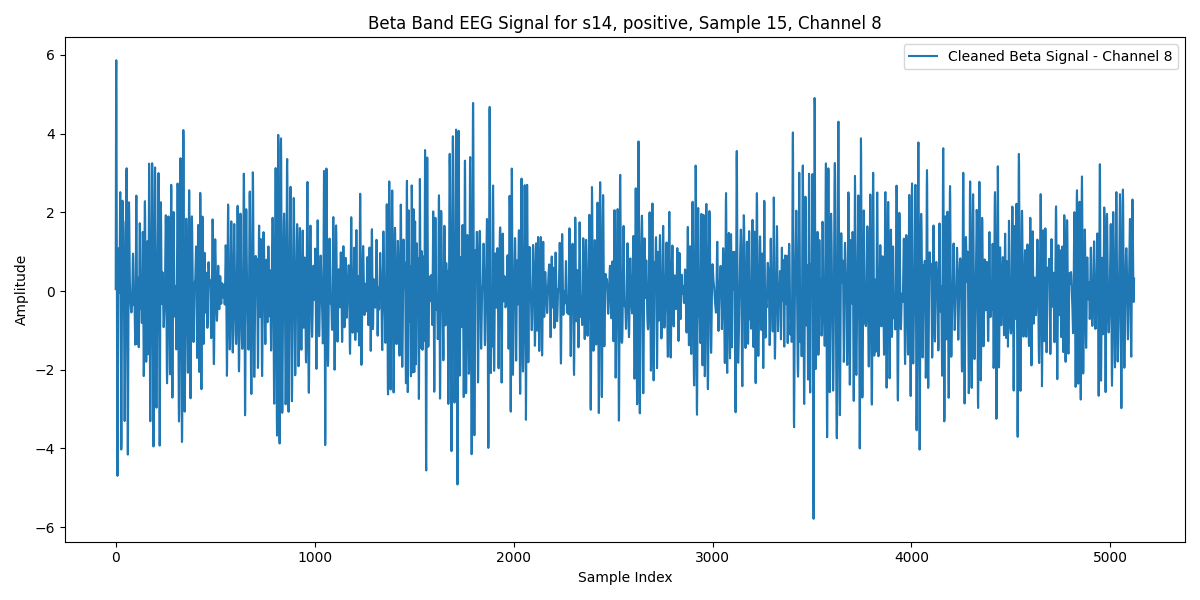 Beta Band EEG Signal for s14, positive, Sample 15, Channel 8
Cleaned Beta Signal - Channel 8
6
4
2
0
−2
−4
−6
Amplitude
0 1000 2000 3000 4000 5000
Sample Index